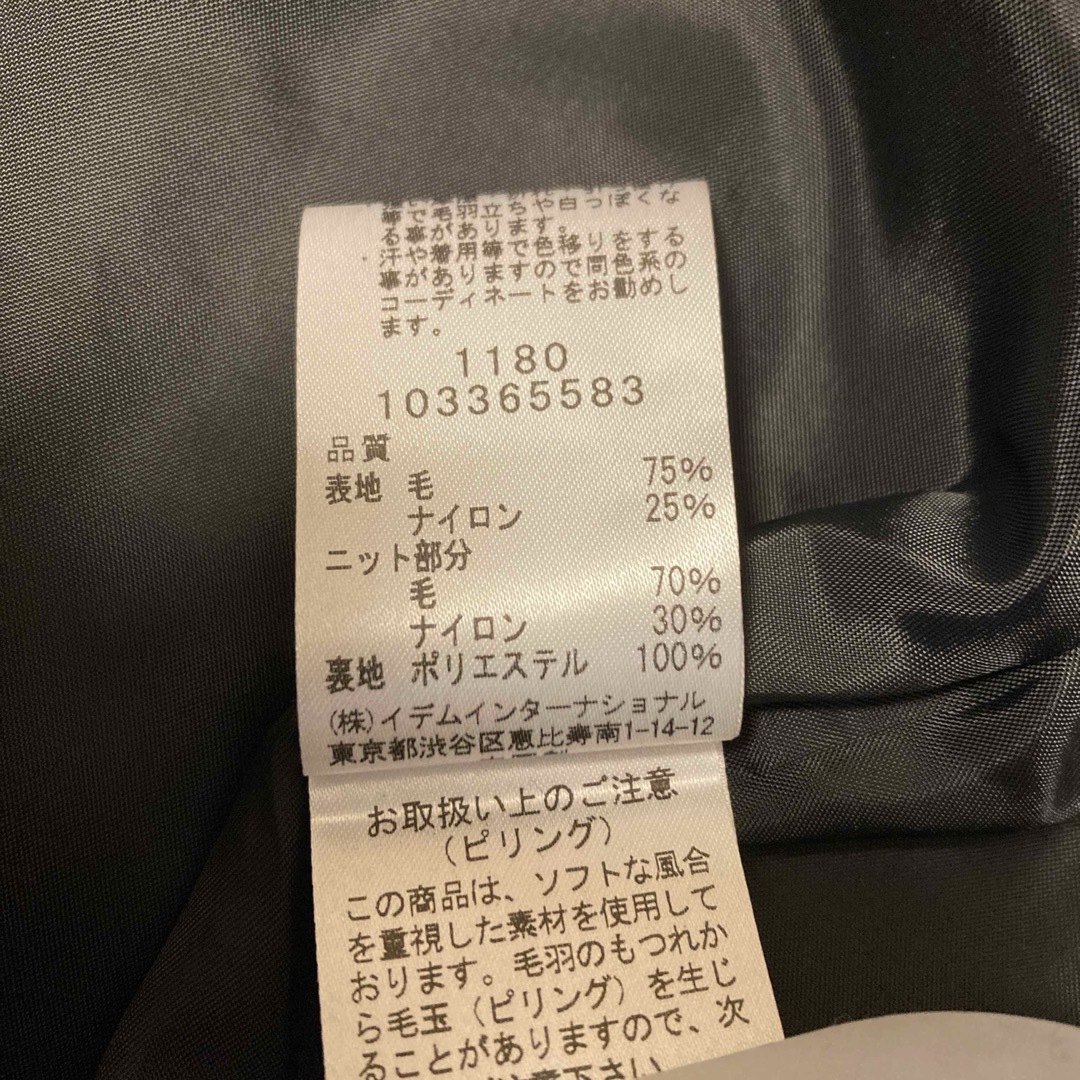 等で毛羽立ちや白っぽくな
る事があります。
汗や着用等で色移りをする
事がありますので同色系の
コーディネートをお勧めし
ます。
1180
103365583
品質
表地 毛 75%
ナイロン 25%
ニット部分
毛 70%
ナイロン 30%
裏地 ポリエステル 100%
(株)イデムインターナショナル
東京都渋谷区恵比寿南1-14-12
お取扱い上のご注意
(ピリング)
この商品は、ソフトな風合
を重視した素材を使用して
おります。毛羽のもつれか
ら毛玉(ピリング)を生じ
ることがありますので、次
意下さい